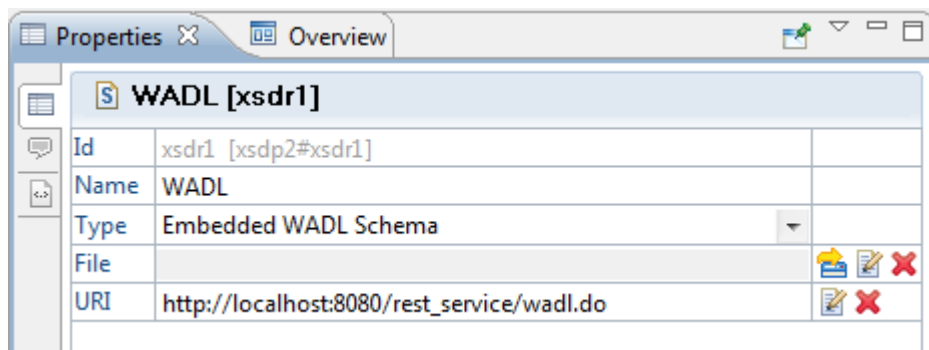 Properties Overview
WADL [xsdr1]
Id xsdr1 [xsdp2#xsdr1]
Name WADL
Type Embedded WADL Schema
File
URI http://localhost:8080/rest_service/wadl.do